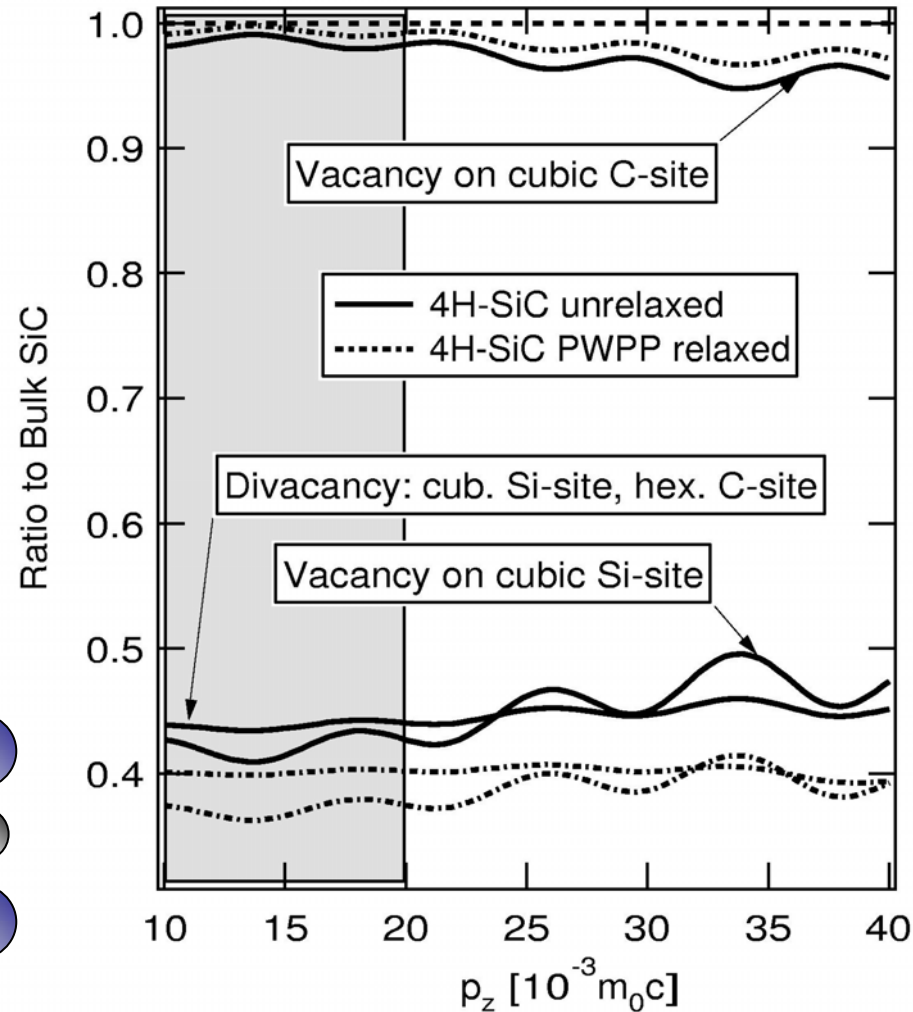 Ratio to Bulk SiC
1.0
0.9
0.8
0.7
0.6
0.5
0.4
Vacancy on cubic C-site
4H-SiC unrelaxed
4H-SiC PWPP relaxed
Divacancy: cub. Si-site, hex. C-site
Vacancy on cubic Si-site
10 15 20 25 30 35 40
p_z [10^-3 m_0c]